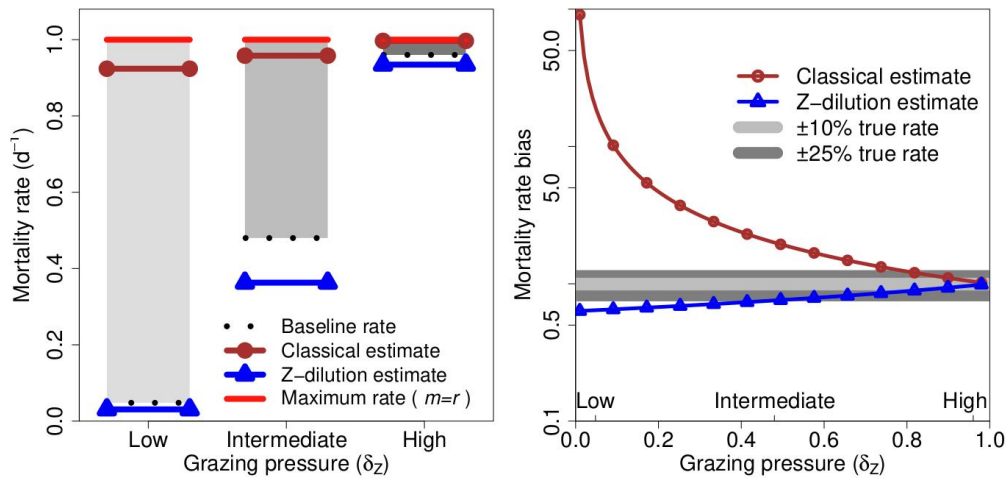 Mortality rate (d⁻¹)
1.0
0.8
0.6
0.4
0.2
0.0
Baseline rate
Classical estimate
Z−dilution estimate
Maximum rate ( m=r )
Low
Intermediate
High
Grazing pressure (δZ)
Mortality rate bias
50.0
5.0
0.5
0.1
Classical estimate
Z−dilution estimate
±10% true rate
±25% true rate
Low
Intermediate
High
0.0
0.2
0.4
0.6
0.8
1.0
Grazing pressure (δZ)